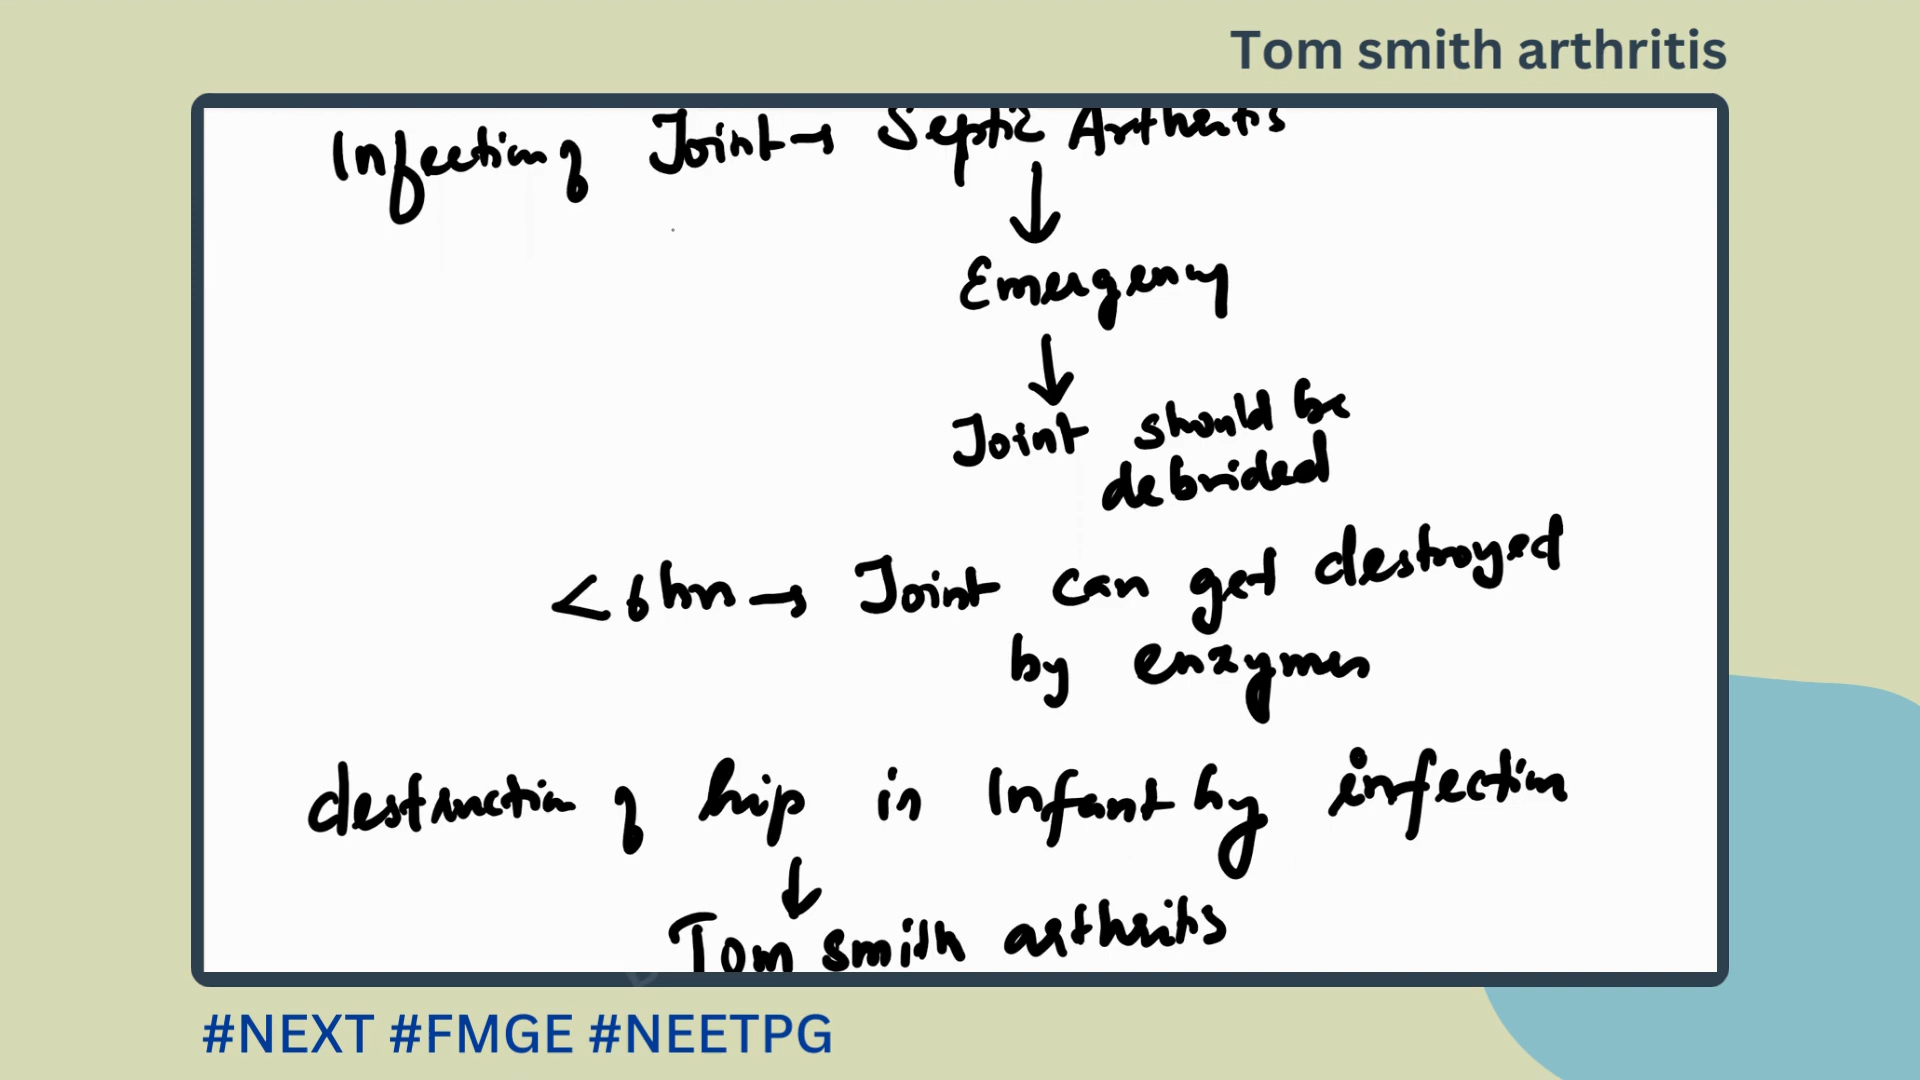 Tom smith arthritis
Infection of Joint → Septic Arthritis
↓
Emergency
↓
Joint should be
debrided
< 6 hrs → Joint can get destroyed
by enzymes
destruction of hip in Infant by infection
↓
Tom smith arthritis
#NEXT #FMGE #NEETPG